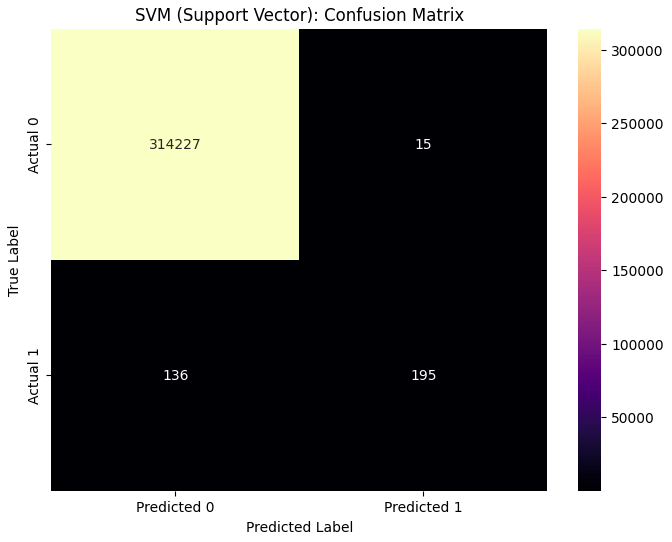 SVM (Support Vector): Confusion Matrix
True Label
Actual 0
314227
15
Actual 1
136
195
Predicted 0
Predicted 1
Predicted Label
300000
250000
200000
150000
100000
50000